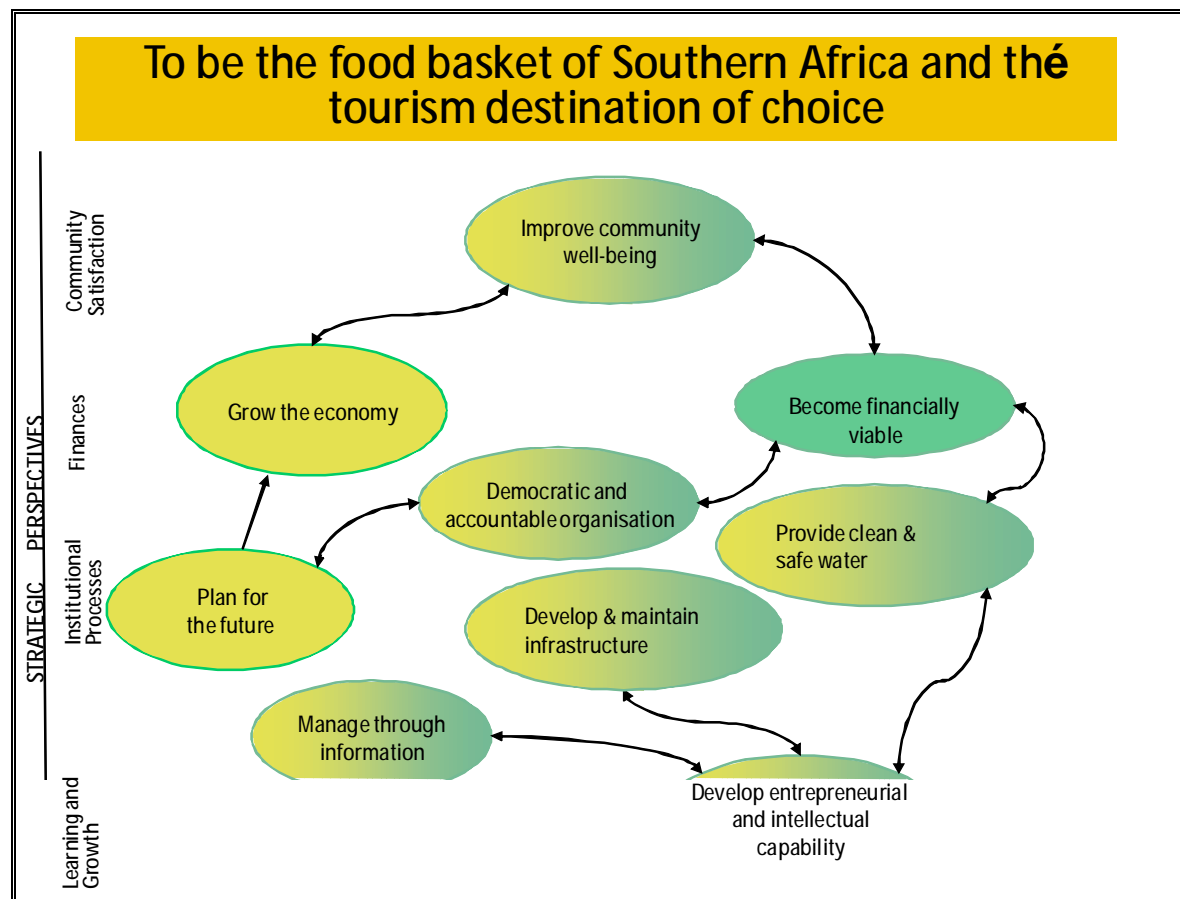 To be the food basket of Southern Africa and thé
tourism destination of choice
STRATEGIC PERSPECTIVES
Community
Satisfaction
Finances
Institutional
Processes
Learning and
Growth
Improve community
well-being
Grow the economy
Become financially
viable
Democratic and
accountable organisation
Provide clean &
safe water
Plan for
the future
Develop & maintain
infrastructure
Manage through
information
Develop entrepreneurial
and intellectual
capability